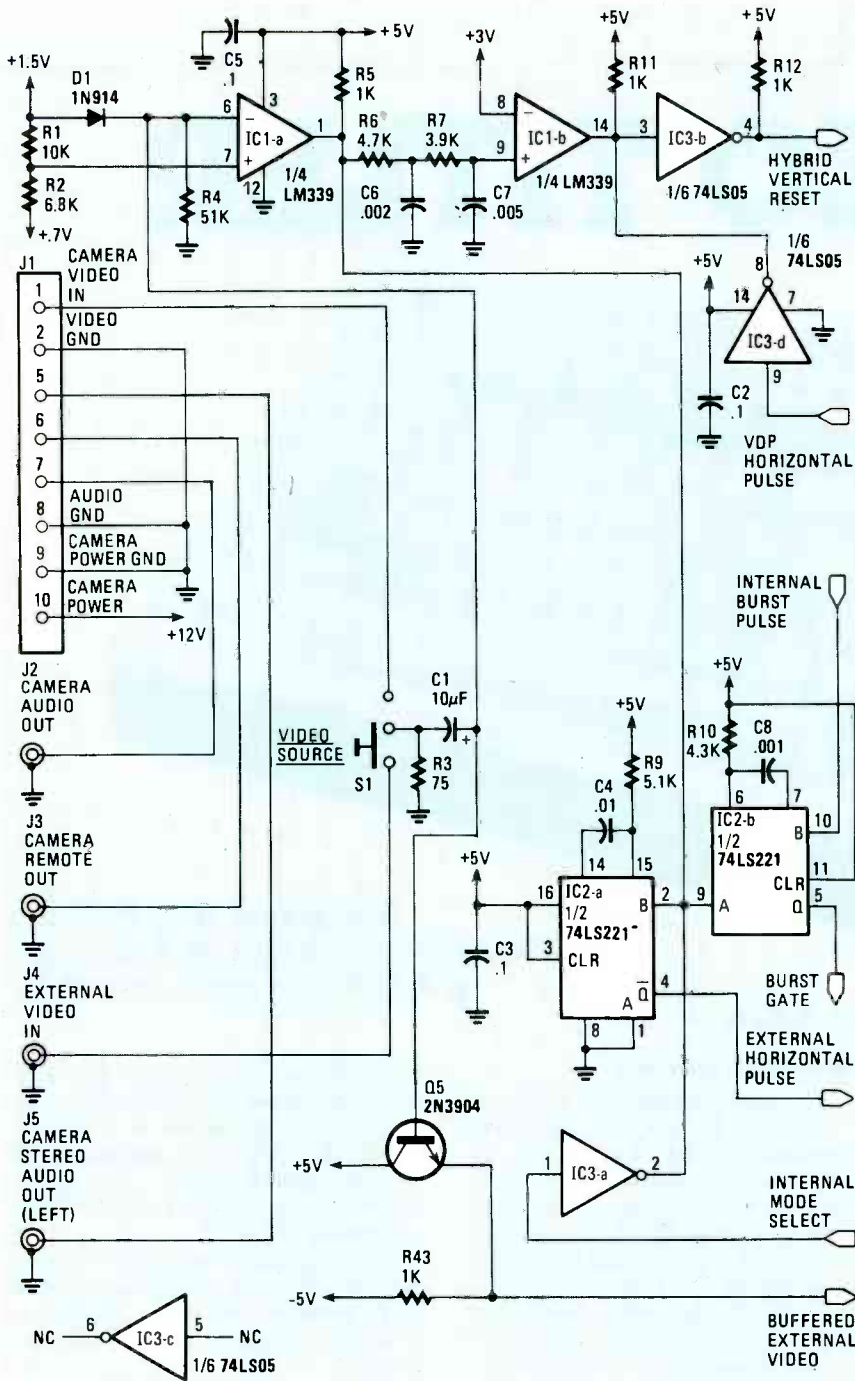 +1.5V
D1
1N914
C5
.1
+5V
R5
1K
6
−
3
IC1-a
1
7
+
12
1/4
LM339
R1
10K
R2
6.8K
+.7V
R4
51K
R6
4.7K
R7
3.9K
C6
.002
C7
.005
+3V
8
−
IC1-b
14
9
+
1/4 LM339
+5V
R11
1K
+5V
R12
1K
3
IC3-b
4
1/6 74LS05
HYBRID
VERTICAL
RESET
1/6
74LS05
+5V
8
14
7
IC3-d
9
C2
.1
VDP
HORIZONTAL
PULSE
J1
CAMERA
VIDEO
IN
1
VIDEO
GND
2
5
6
7
AUDIO
GND
8
CAMERA
POWER GND
9
CAMERA
POWER
10
+12V
J2
CAMERA
AUDIO
OUT
J3
CAMERA
REMOTE
OUT
J4
EXTERNAL
VIDEO
IN
J5
CAMERA
STEREO
AUDIO
OUT
(LEFT)
VIDEO
SOURCE
S1
C1
10µF
+
R3
75
INTERNAL
BURST
PULSE
+5V
R10
4.3K
C8
.001
6
7
IC2-b
1/2
74LS221
B
10
CLR
11
Q
5
A
9
BURST
GATE
+5V
R9
5.1K
C4
.01
14
15
+5V
16
IC2-a
1/2
74LS221
B
2
3
CLR
Q
4
A
8
1
C3
.1
EXTERNAL
HORIZONTAL
PULSE
Q5
2N3904
+5V
1
IC3-a
2
INTERNAL
MODE
SELECT
R43
1K
-5V
BUFFERED
EXTERNAL
VIDEO
NC
6
IC3-c
5
NC
1/6 74LS05